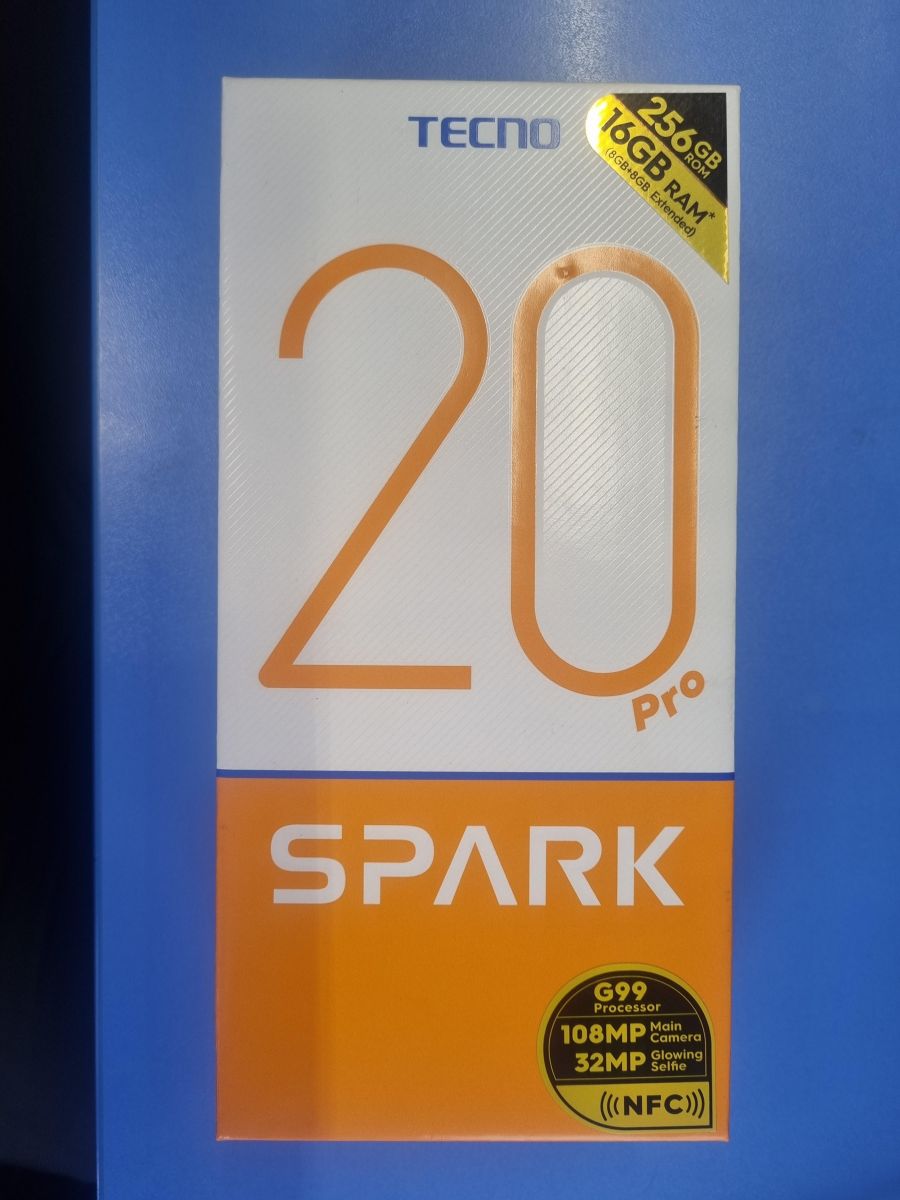 TECNO
256GB
ROM
16GB RAM*
(8GB+8GB Extended)
20
Pro
SPARK
G99
Processor
108MP Main Camera
32MP Glowing Selfie
(((NFC)))